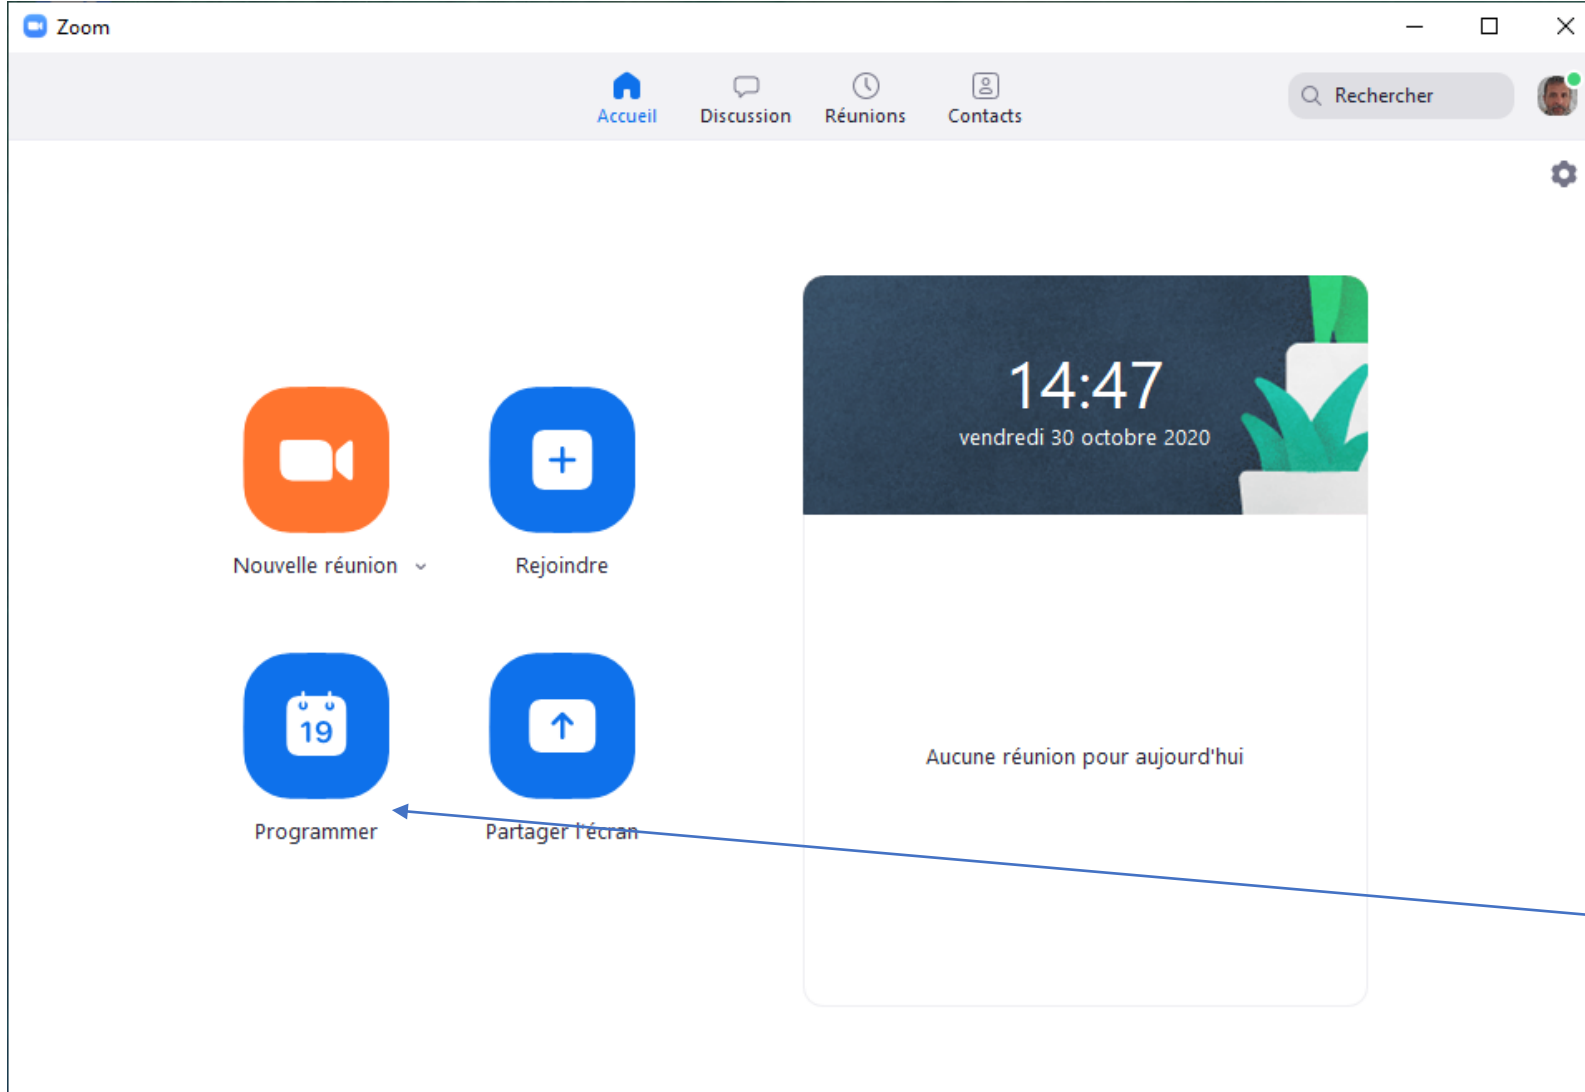 Zoom
Accueil
Discussion
Réunions
Contacts
Rechercher
14:47
vendredi 30 octobre 2020
Nouvelle réunion
Rejoindre
19
Programmer
Partager l'écran
Aucune réunion pour aujourd'hui